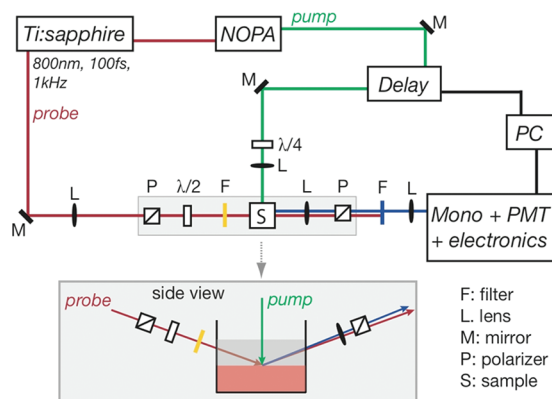 Ti:sapphire
NOPA
pump
M
800nm, 100fs,
1kHz
probe
M
Delay
PC
λ/4
L
L
P
λ/2
F
S
L
P
F
L
M
Mono + PMT
+ electronics
side view
probe
pump
F: filter
L. lens
M: mirror
P: polarizer
S: sample